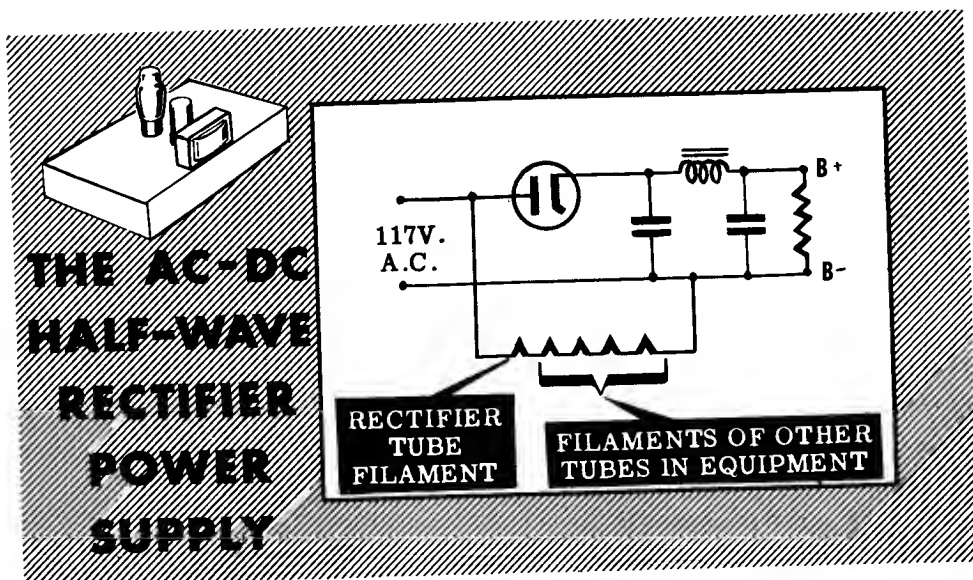 THE AC-DC
HALF-WAVE
RECTIFIER
POWER
SUPPLY
117V.
A.C.
B+
B-
RECTIFIER
TUBE
FILAMENT
FILAMENTS OF OTHER
TUBES IN EQUIPMENT